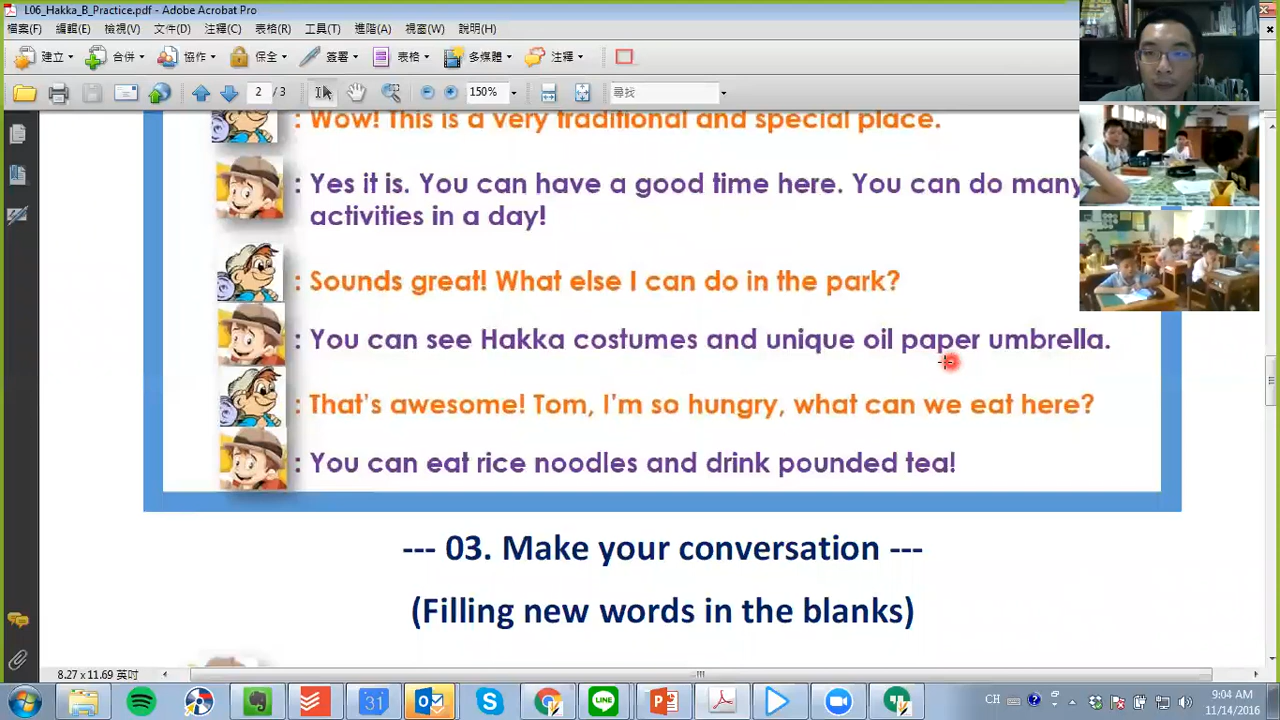 L06_Hakka_B_Practice.pdf - Adobe Acrobat Pro
檔案(F) 編輯(E) 檢視(V) 文件(D) 注釋(C) 表格(R) 工具(T) 進階(A) 視窗(W) 說明(H)
建立 合併 協作 保全 簽署 表格 多媒體 注釋
2 / 3 150% 尋找
: Wow! This is a very traditional and special place.
: Yes it is. You can have a good time here. You can do many
activities in a day!
: Sounds great! What else I can do in the park?
: You can see Hakka costumes and unique oil paper umbrella.
: That's awesome! Tom, I'm so hungry, what can we eat here?
: You can eat rice noodles and drink pounded tea!
--- 03. Make your conversation ---
(Filling new words in the blanks)
8.27 x 11.69 英吋
31 LINE CH 9:04 AM
11/14/2016